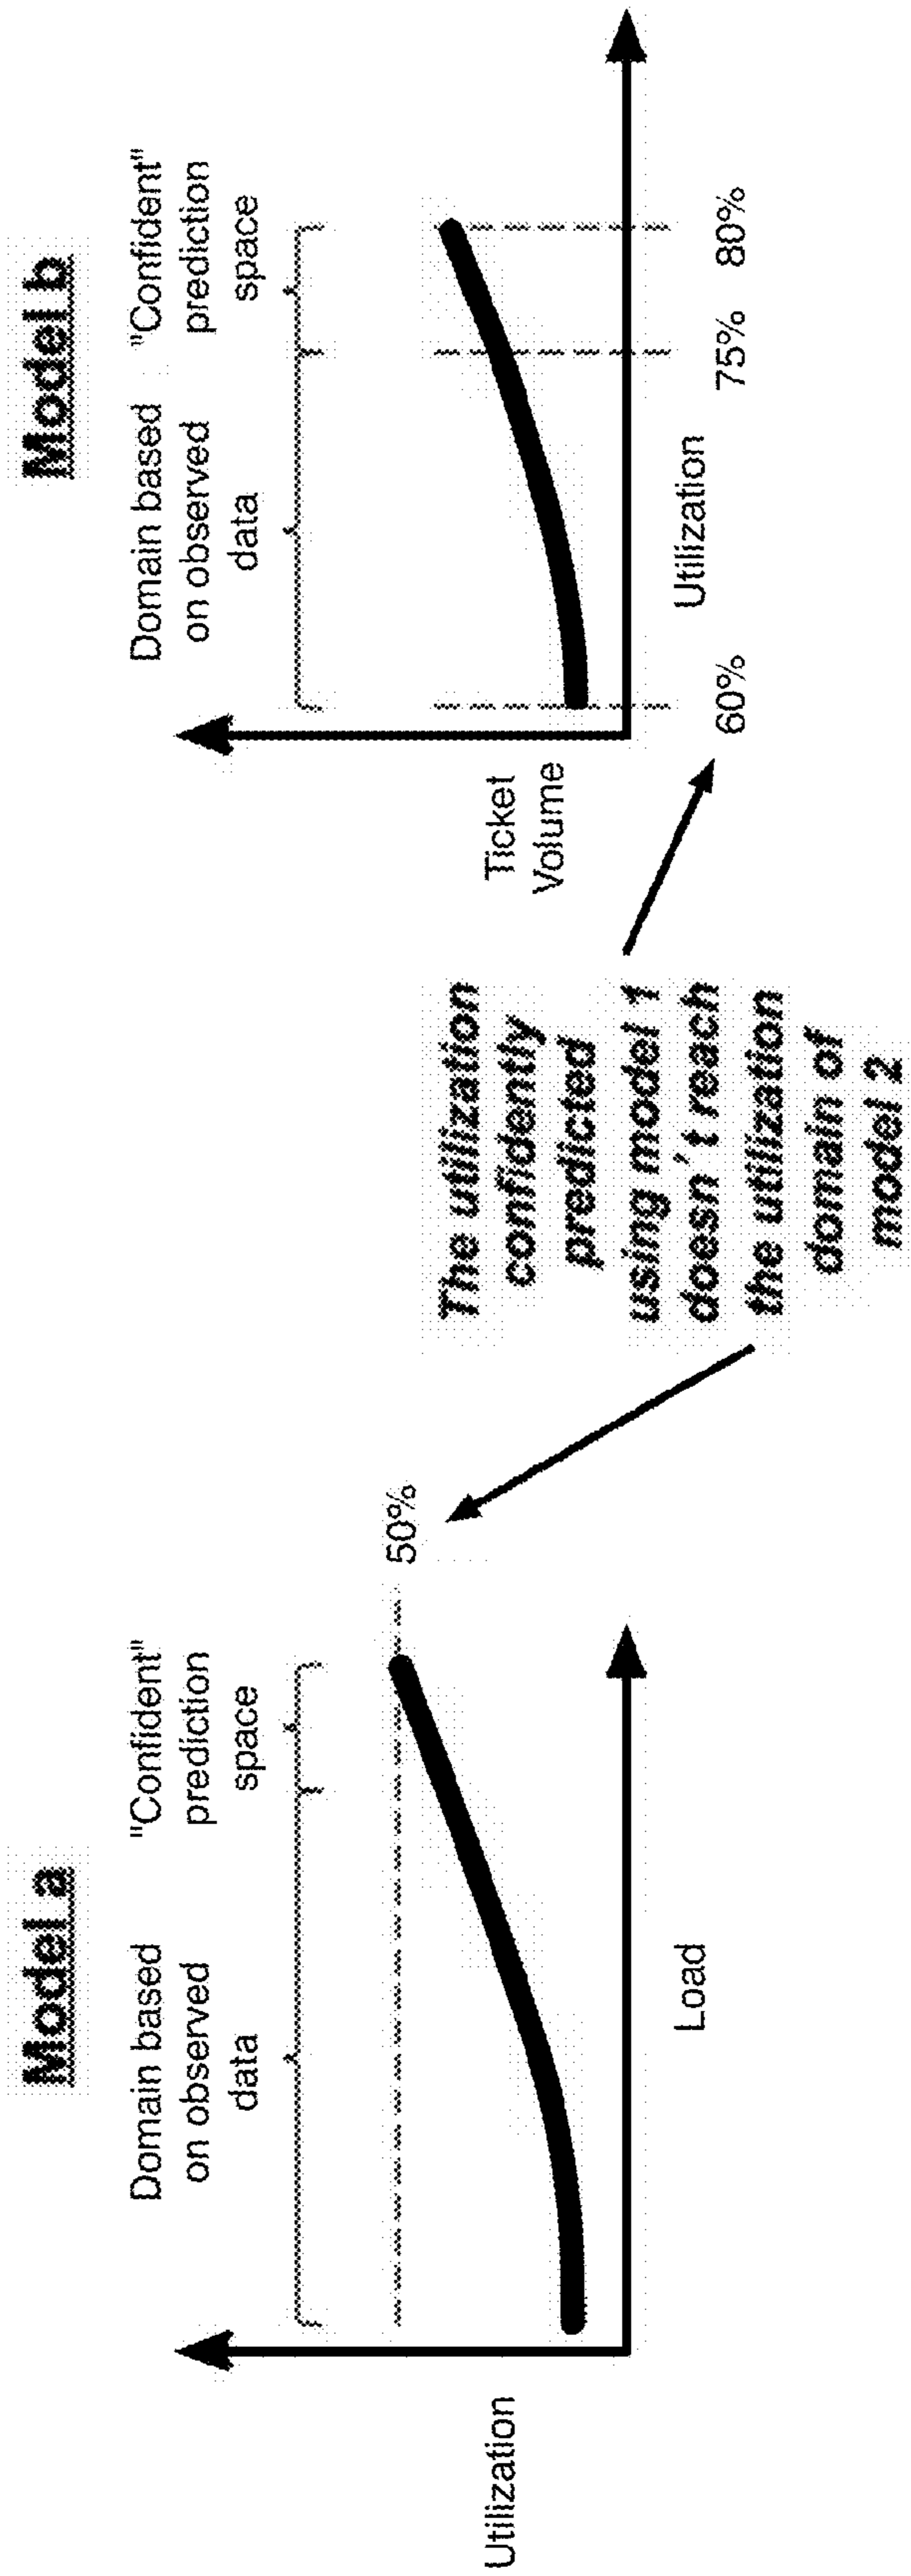 Model a
Domain based
on observed
data
"Confident"
prediction
space
Utilization
50%
Load
The utilization
confidently
predicted
using model 1
doesn´t reach
the utilization
domain of
model 2
Model b
Domain based
on observed
data
"Confident"
prediction
space
Ticket
Volume
60%
75%
80%
Utilization